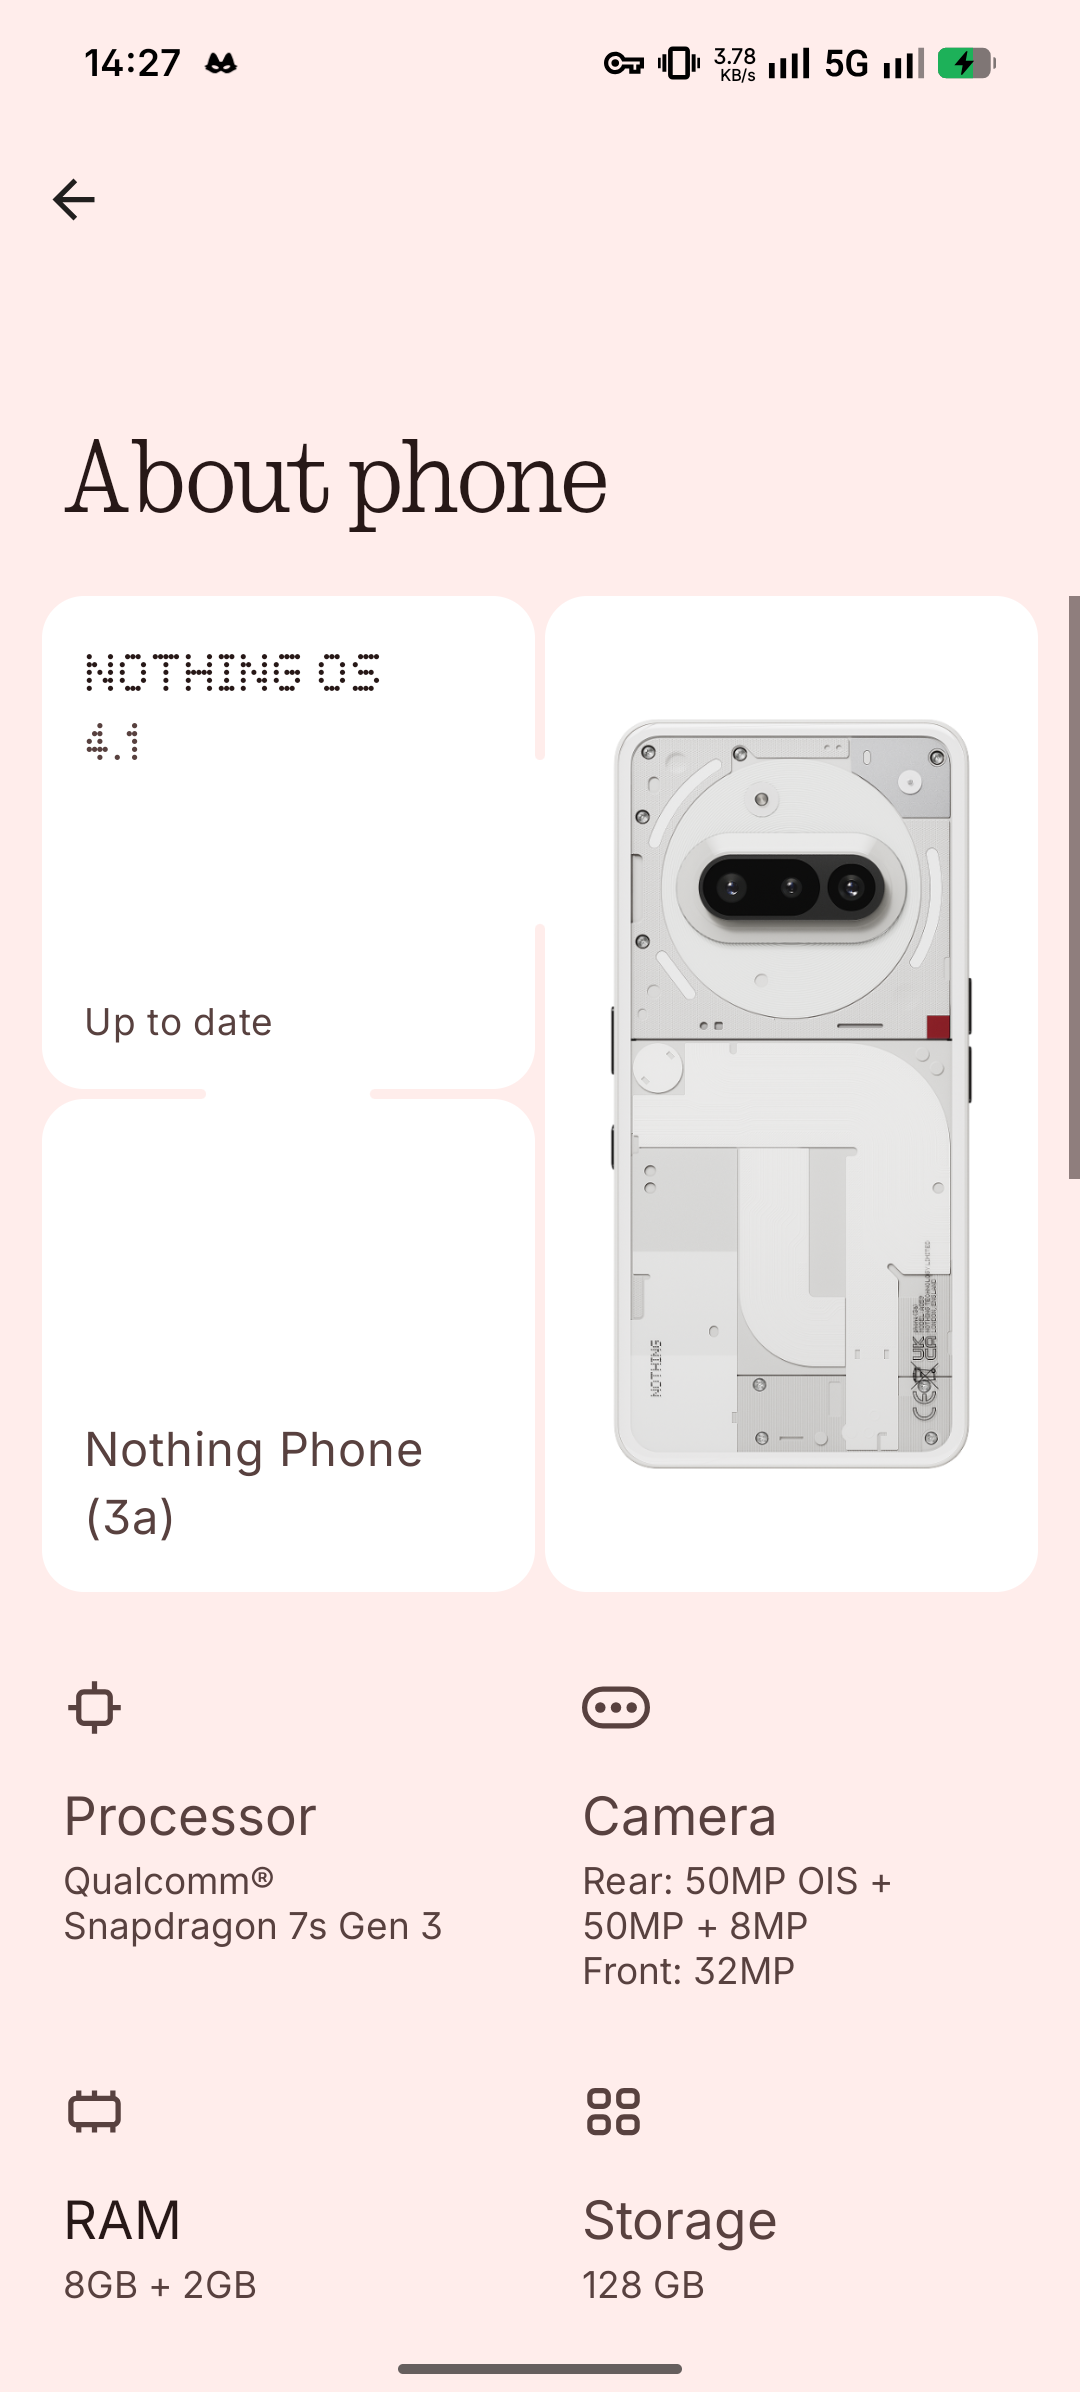 14:27
3.78
KB/s
5G
About phone
NOTHING OS
4.1
Up to date
Nothing Phone
(3a)
NOTHING
Processor
Qualcomm®
Snapdragon 7s Gen 3
Camera
Rear: 50MP OIS +
50MP + 8MP
Front: 32MP
RAM
8GB + 2GB
Storage
128 GB